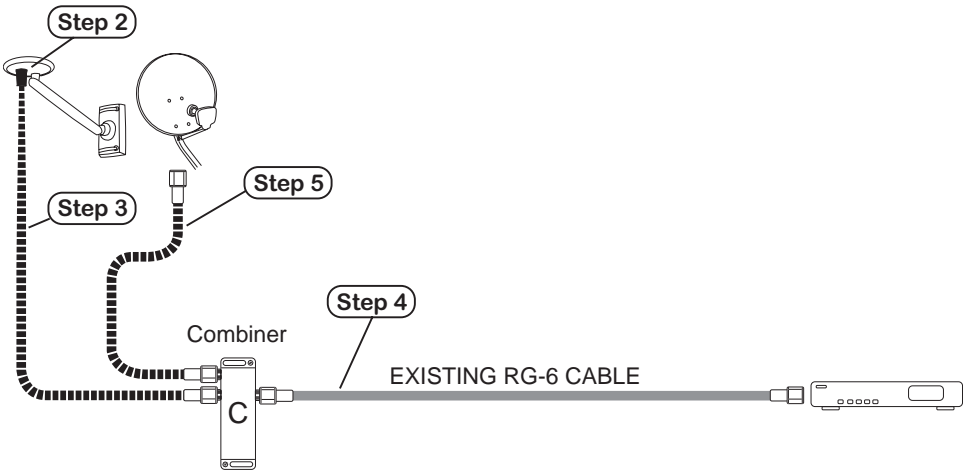 Step 2
Step 5
Step 3
Step 4
Combiner
EXISTING RG-6 CABLE
C